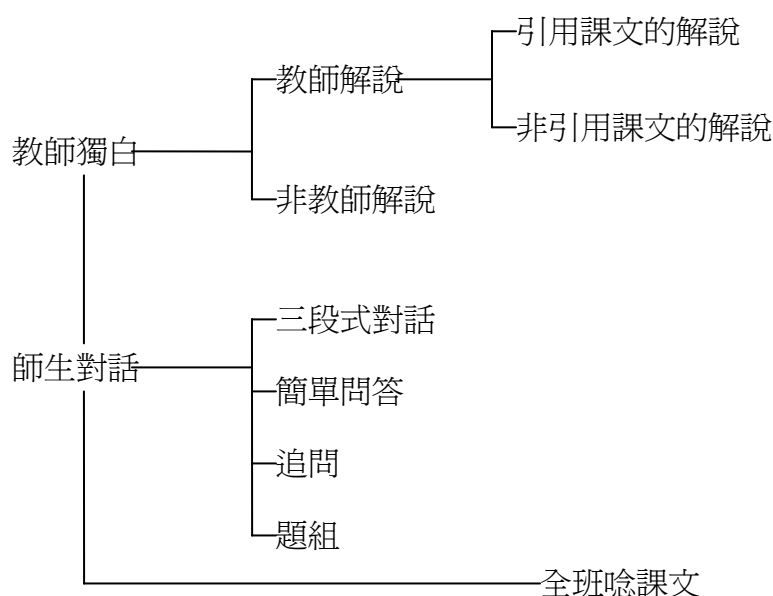 引用課文的解說
教師解說
非引用課文的解說
教師獨白
非教師解說
三段式對話
師生對話
簡單問答
追問
題組
全班唸課文